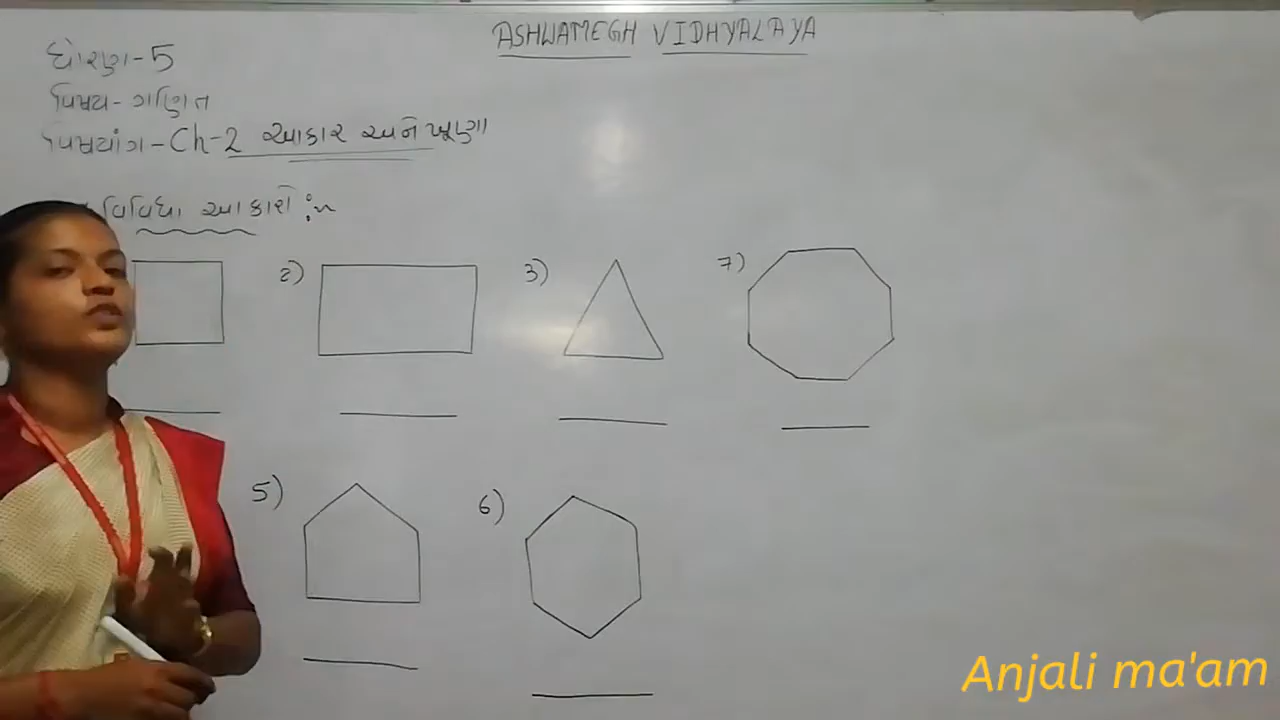 ASHWAMEGH VIDHYALAYA
ધોરણ-5
વિષય- ગણિત
વિષયાંગ-Ch-2 આકાર અને ખૂણા
વિવિધ આકારો :~
2)
3)
7)
5)
6)
Anjali ma'am